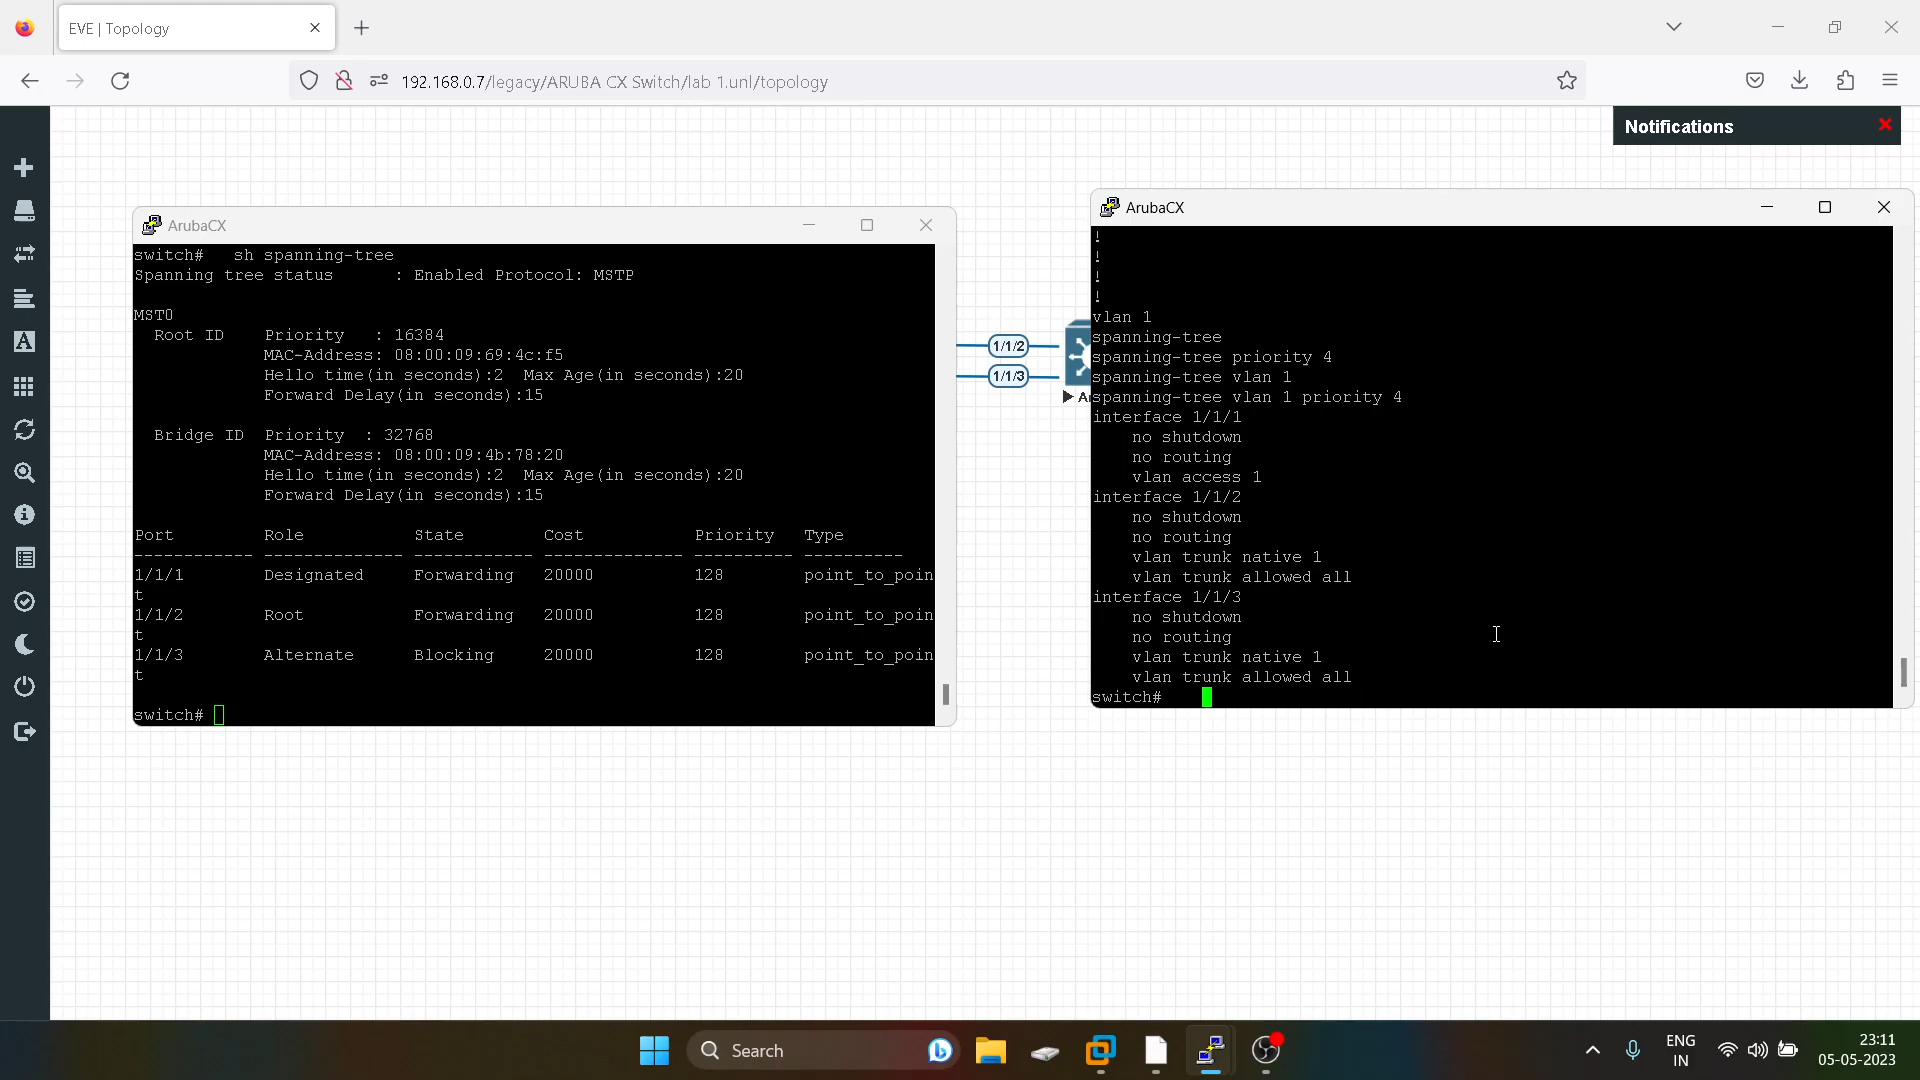 EVE | Topology
192.168.0.7/legacy/ARUBA CX Switch/lab 1.unl/topology
Notifications
ArubaCX
switch#   sh spanning-tree
Spanning tree status      : Enabled Protocol: MSTP
MST0
Root ID    Priority   : 16384
MAC-Address: 08:00:09:69:4c:f5
Hello time(in seconds):2  Max Age(in seconds):20
Forward Delay(in seconds):15
Bridge ID  Priority  : 32768
MAC-Address: 08:00:09:4b:78:20
Hello time(in seconds):2  Max Age(in seconds):20
Forward Delay(in seconds):15
Port         Role           State        Cost           Priority   Type
------------ -------------- ------------ -------------- ---------- ----------
1/1/1        Designated     Forwarding   20000          128        point_to_poin
t
1/1/2        Root           Forwarding   20000          128        point_to_poin
t
1/1/3        Alternate      Blocking     20000          128        point_to_poin
t
switch#
1/1/2
1/1/3
ArubaCX
!
!
!
!
vlan 1
spanning-tree
spanning-tree priority 4
spanning-tree vlan 1
spanning-tree vlan 1 priority 4
interface 1/1/1
no shutdown
no routing
vlan access 1
interface 1/1/2
no shutdown
no routing
vlan trunk native 1
vlan trunk allowed all
interface 1/1/3
no shutdown
no routing
vlan trunk native 1
vlan trunk allowed all
switch#
Search
ENG
IN
23:11
05-05-2023